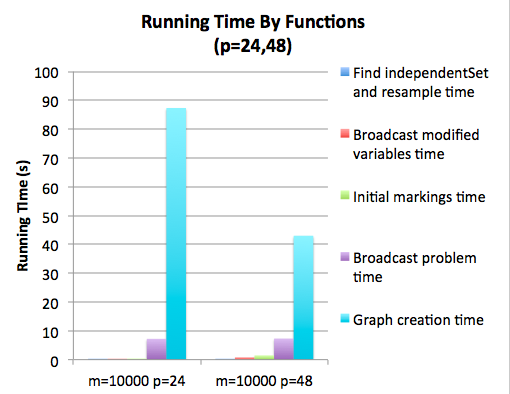 Running Time By Functions
(p=24,48)
Running TIme (s)
100
90
80
70
60
50
40
30
20
10
0
m=10000 p=24
m=10000 p=48
Find independentSet
and resample time
Broadcast modified
variables time
Initial markings time
Broadcast problem
time
Graph creation time